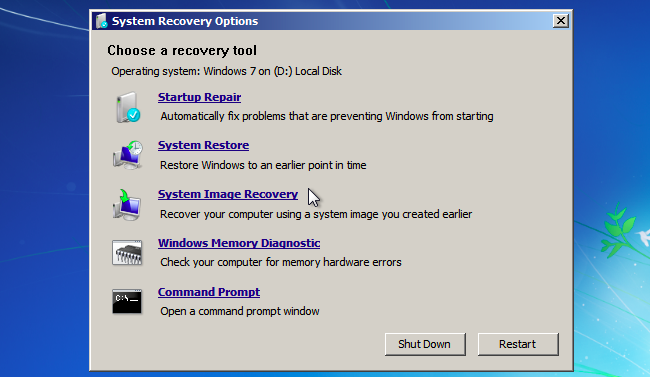 System Recovery Options
Choose a recovery tool
Operating system: Windows 7 on (D:) Local Disk
Startup Repair
Automatically fix problems that are preventing Windows from starting
System Restore
Restore Windows to an earlier point in time
System Image Recovery
Recover your computer using a system image you created earlier
Windows Memory Diagnostic
Check your computer for memory hardware errors
C:\_
Command Prompt
Open a command prompt window
Shut Down Restart